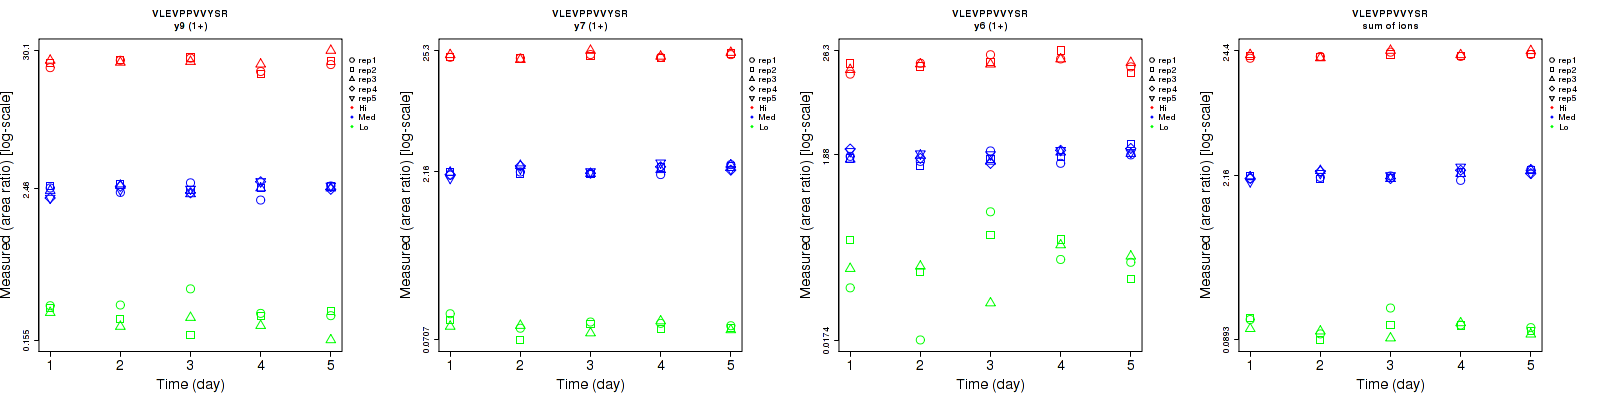 VLEVPPVVYSR
y9 (1+)
Measured (area ratio) [log-scale]
30.1
2.48
0.155
1 2 3 4 5
Time (day)
rep1
rep2
rep3
rep4
rep5
Hi
Med
Lo
VLEVPPVVYSR
y7 (1+)
Measured (area ratio) [log-scale]
25.3
2.16
0.0707
1 2 3 4 5
Time (day)
rep1
rep2
rep3
rep4
rep5
Hi
Med
Lo
VLEVPPVVYSR
y6 (1+)
Measured (area ratio) [log-scale]
26.3
1.88
0.0174
1 2 3 4 5
Time (day)
rep1
rep2
rep3
rep4
rep5
Hi
Med
Lo
VLEVPPVVYSR
sum of ions
Measured (area ratio) [log-scale]
24.4
2.16
0.0893
1 2 3 4 5
Time (day)
rep1
rep2
rep3
rep4
rep5
Hi
Med
Lo